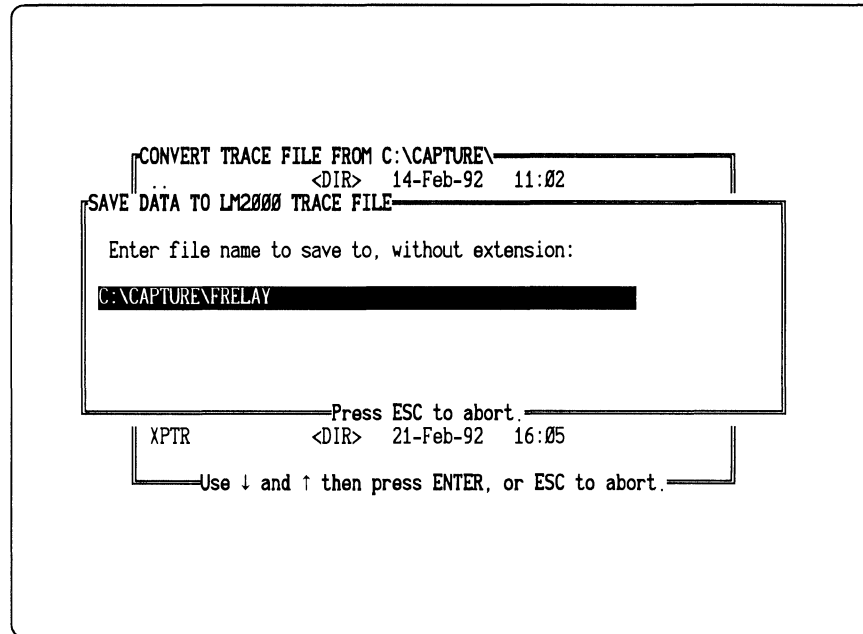 CONVERT TRACE FILE FROM C:\CAPTURE\
.. <DIR> 14-Feb-92 11:02
SAVE DATA TO LM2000 TRACE FILE
Enter file name to save to, without extension:
C:\CAPTURE\FRELAY
Press ESC to abort.
XPTR <DIR> 21-Feb-92 16:05
Use ↓ and ↑ then press ENTER, or ESC to abort.